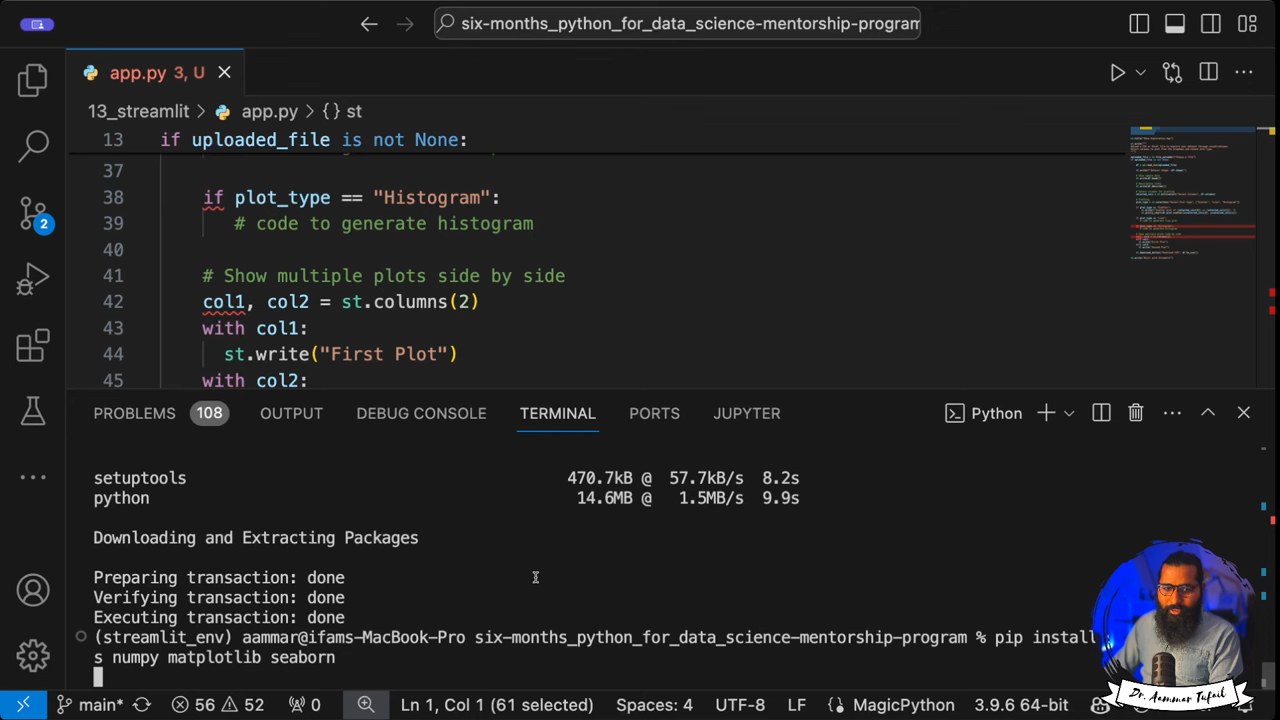 six-months_python_for_data_science-mentorship-program
app.py 3, U
13_streamlit > app.py > {} st
13 if uploaded_file is not None:
37
38 if plot_type == "Histogram":
39 # code to generate histogram
40
41 # Show multiple plots side by side
42 col1, col2 = st.columns(2)
43 with col1:
44 st.write("First Plot")
45 with col2:
2
PROBLEMS 108 OUTPUT DEBUG CONSOLE TERMINAL PORTS JUPYTER Python
setuptools 470.7kB @ 57.7kB/s 8.2s
python 14.6MB @ 1.5MB/s 9.9s
Downloading and Extracting Packages
Preparing transaction: done
Verifying transaction: done
Executing transaction: done
(streamlit_env) aammar@ifams-MacBook-Pro six-months_python_for_data_science-mentorship-program % pip install
s numpy matplotlib seaborn
Dr. Aammar Tufail
main* 56 52 0 Ln 1, Co (61 selected) Spaces: 4 UTF-8 LF MagicPython 3.9.6 64-bit